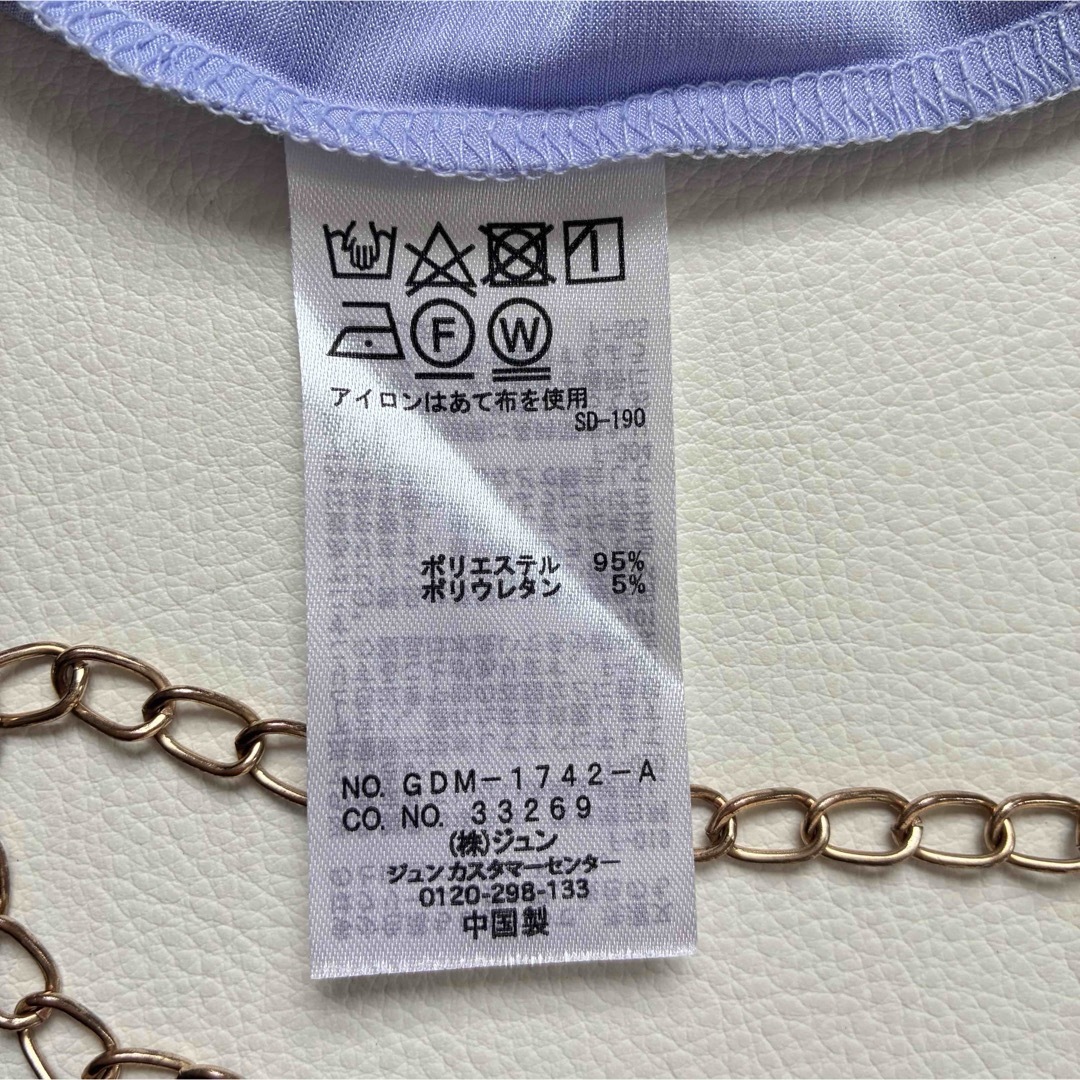 F W
アイロンはあて布を使用
SD-190
ポリエステル 95%
ポリウレタン 5%
NO. GDM-1742-A
CO. NO. 33269
(株)ジュン
ジュンカスタマーセンター
0120-298-133
中国製